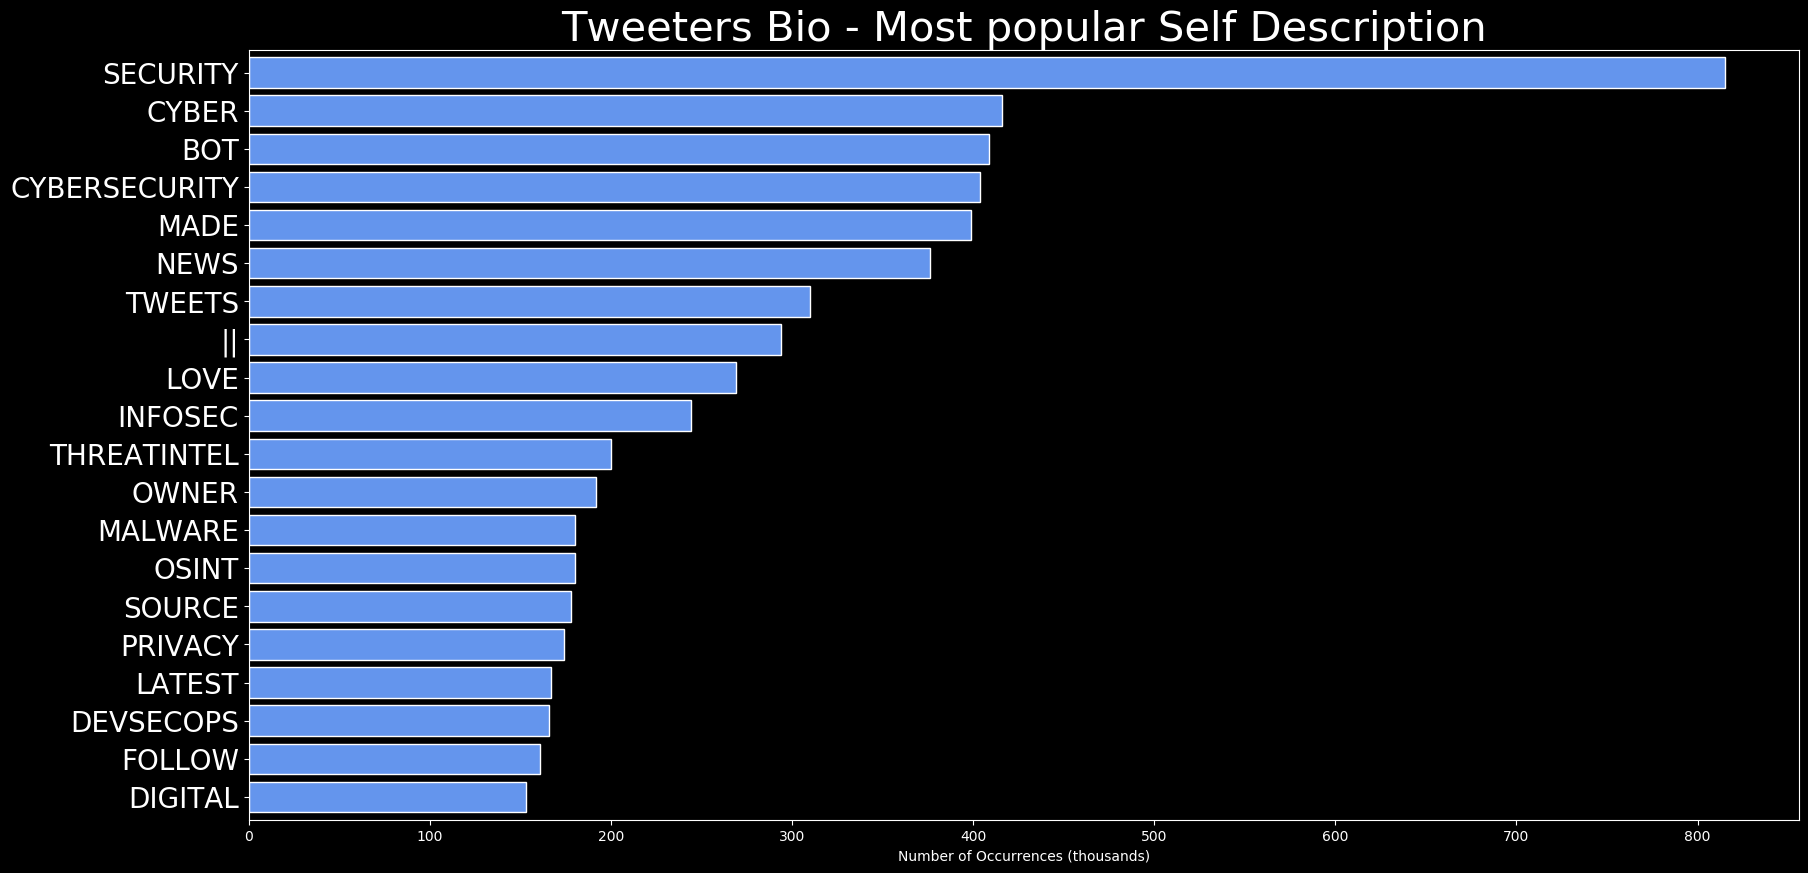 Tweeters Bio - Most popular Self Description
SECURITY
CYBER
BOT
CYBERSECURITY
MADE
NEWS
TWEETS
||
LOVE
INFOSEC
THREATINTEL
OWNER
MALWARE
OSINT
SOURCE
PRIVACY
LATEST
DEVSECOPS
FOLLOW
DIGITAL
0 100 200 300 400 500 600 700 800
Number of Occurrences (thousands)